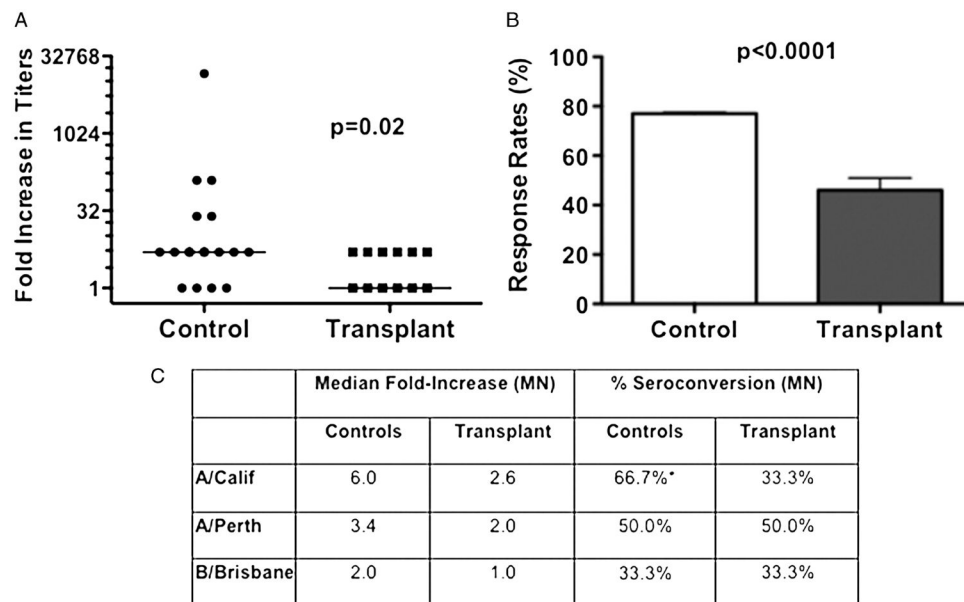 A
Fold Increase in Titers
32768
1024
32
1
p=0.02
Control
Transplant
B
Response Rates (%)
100
80
60
40
20
0
p<0.0001
Control
Transplant
C
Median Fold-Increase (MN) % Seroconversion (MN)
Controls Transplant Controls Transplant
A/Calif 6.0 2.6 66.7%* 33.3%
A/Perth 3.4 2.0 50.0% 50.0%
B/Brisbane 2.0 1.0 33.3% 33.3%